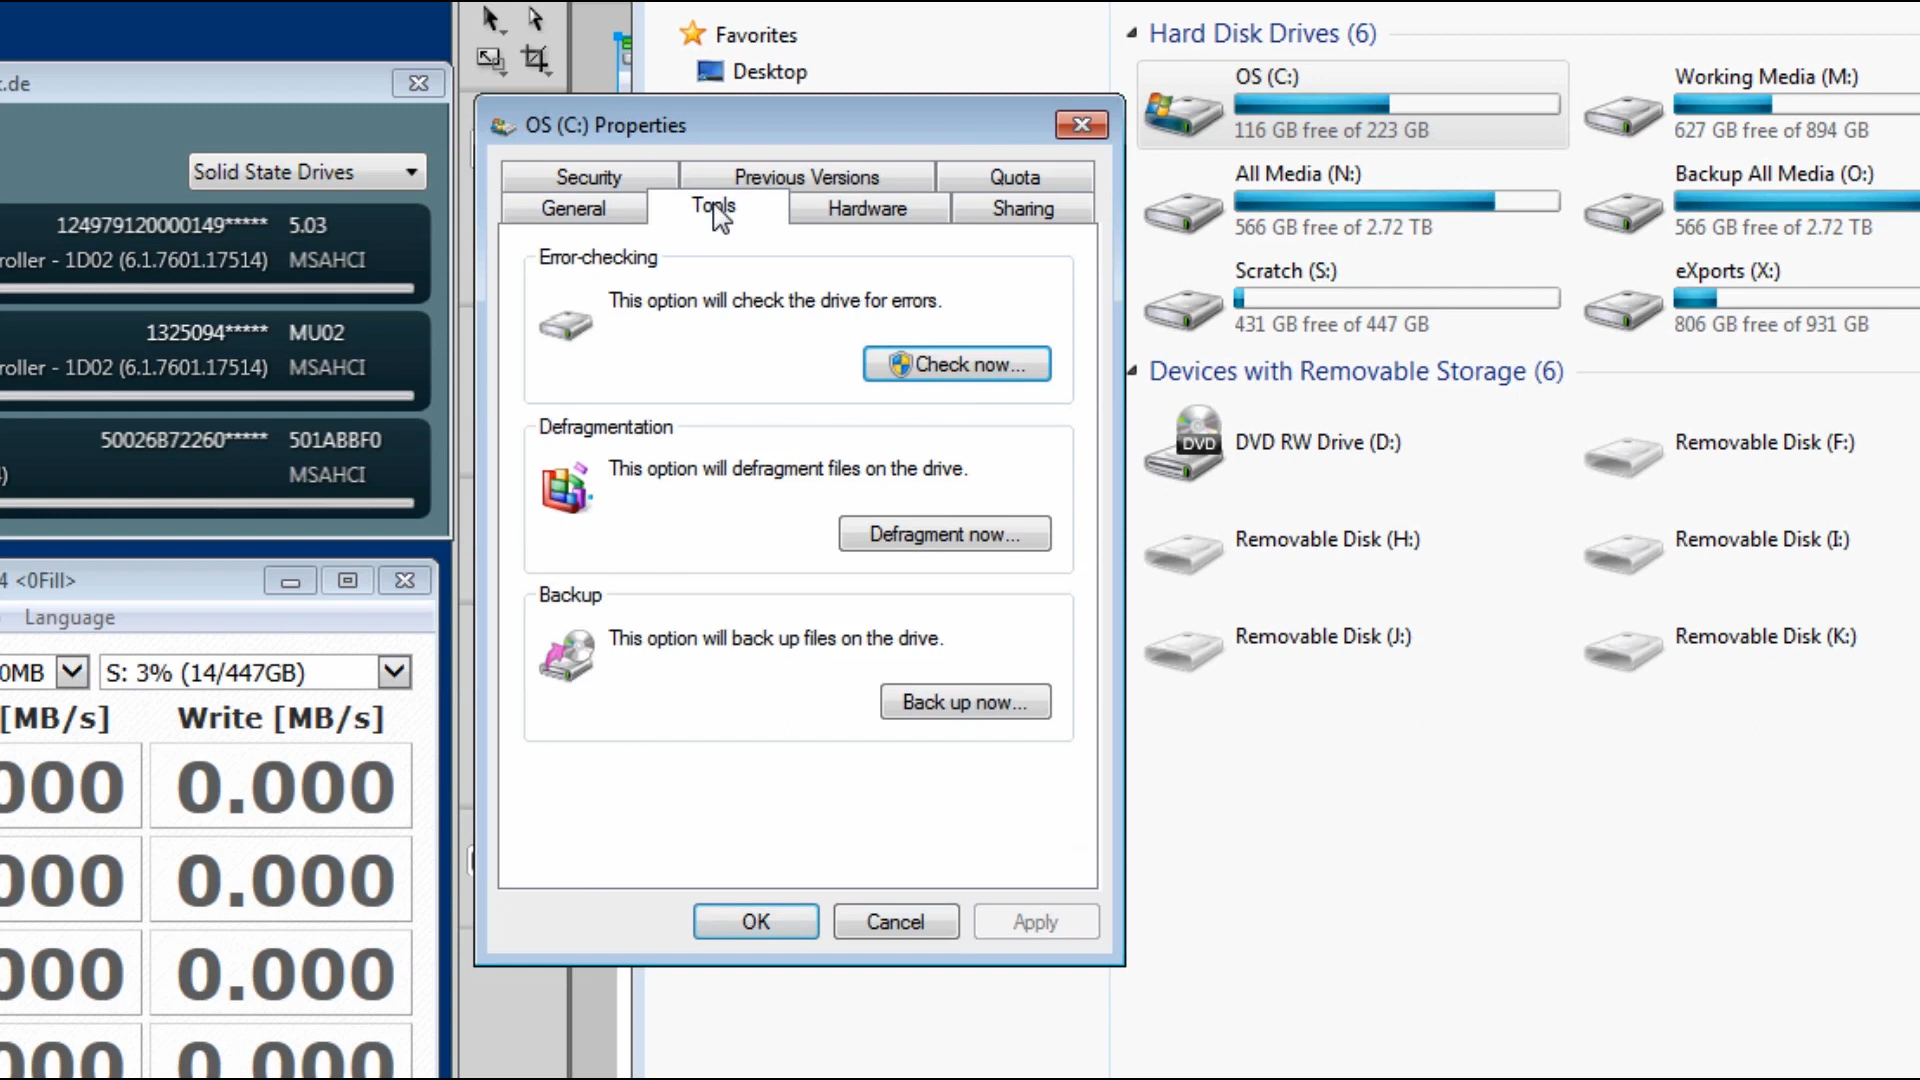 .de
Solid State Drives
124979120000149***** 5.03
roller - 1D02 (6.1.7601.17514) MSAHCI
1325094***** MU02
roller - 1D02 (6.1.7601.17514) MSAHCI
50026B72260***** 501ABBF0
) MSAHCI
4 <0Fill>
Language
0MB S: 3% (14/447GB)
[MB/s] Write [MB/s]
000 0.000
000 0.000
000 0.000
000 0.000
OS (C:) Properties
Security Previous Versions Quota
General Tools Hardware Sharing
Error-checking
This option will check the drive for errors.
Check now...
Defragmentation
This option will defragment files on the drive.
Defragment now...
Backup
This option will back up files on the drive.
Back up now...
OK Cancel Apply
Favorites
Desktop
Hard Disk Drives (6)
OS (C:)
116 GB free of 223 GB
Working Media (M:)
627 GB free of 894 GB
All Media (N:)
566 GB free of 2.72 TB
Backup All Media (O:)
566 GB free of 2.72 TB
Scratch (S:)
431 GB free of 447 GB
eXports (X:)
806 GB free of 931 GB
Devices with Removable Storage (6)
DVD
DVD RW Drive (D:)
Removable Disk (F:)
Removable Disk (H:)
Removable Disk (I:)
Removable Disk (J:)
Removable Disk (K:)